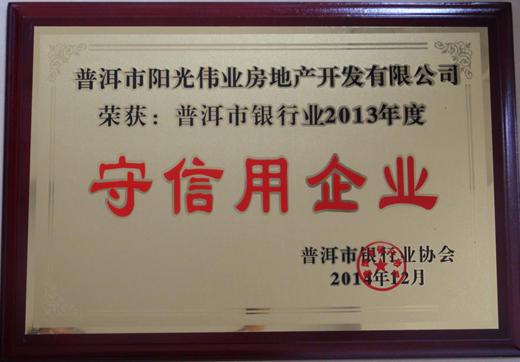 普洱市阳光伟业房地产开发有限公司
荣获：普洱市银行业2013年度
守信用企业
普洱市银行业协会
2014年12月